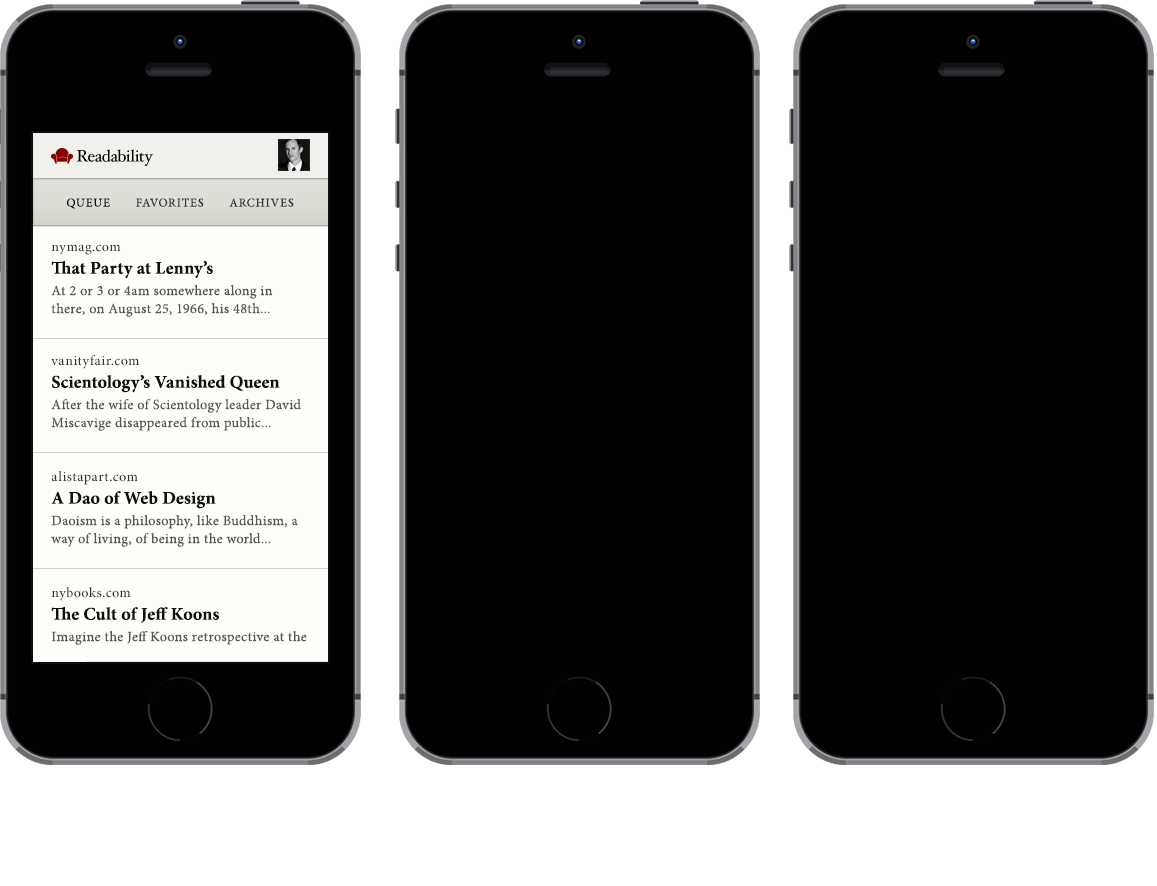 Readability
QUEUE FAVORITES ARCHIVES
nymag.com
That Party at Lenny’s
At 2 or 3 or 4am somewhere along in
there, on August 25, 1966, his 48th...
vanityfair.com
Scientology’s Vanished Queen
After the wife of Scientology leader David
Miscavige disappeared from public...
alistapart.com
A Dao of Web Design
Daoism is a philosophy, like Buddhism, a
way of living, of being in the world...
nybooks.com
The Cult of Jeff Koons
Imagine the Jeff Koons retrospective at the